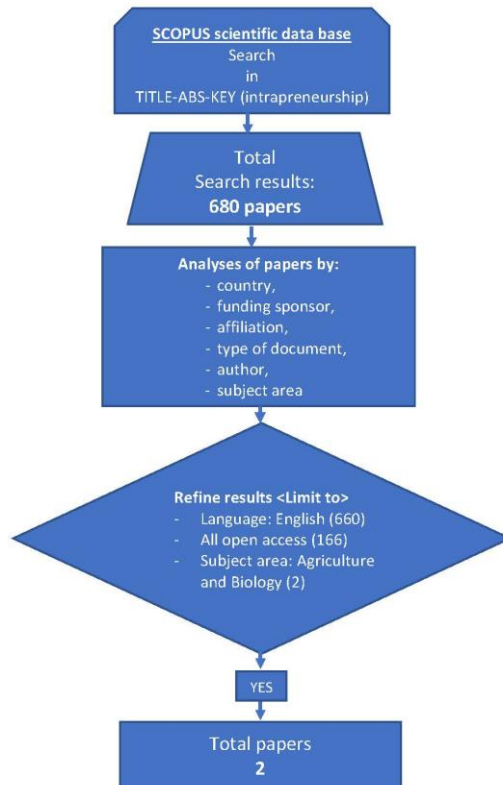 SCOPUS scientific data base
Search
in
TITLE-ABS-KEY (intrapreneurship)
Total
Search results:
680 papers
Analyses of papers by:
- country,
- funding sponsor,
- affiliation,
- type of document,
- author,
- subject area
Refine results <Limit to>
- Language: English (660)
- All open access (166)
- Subject area: Agriculture
and Biology (2)
YES
Total papers
2